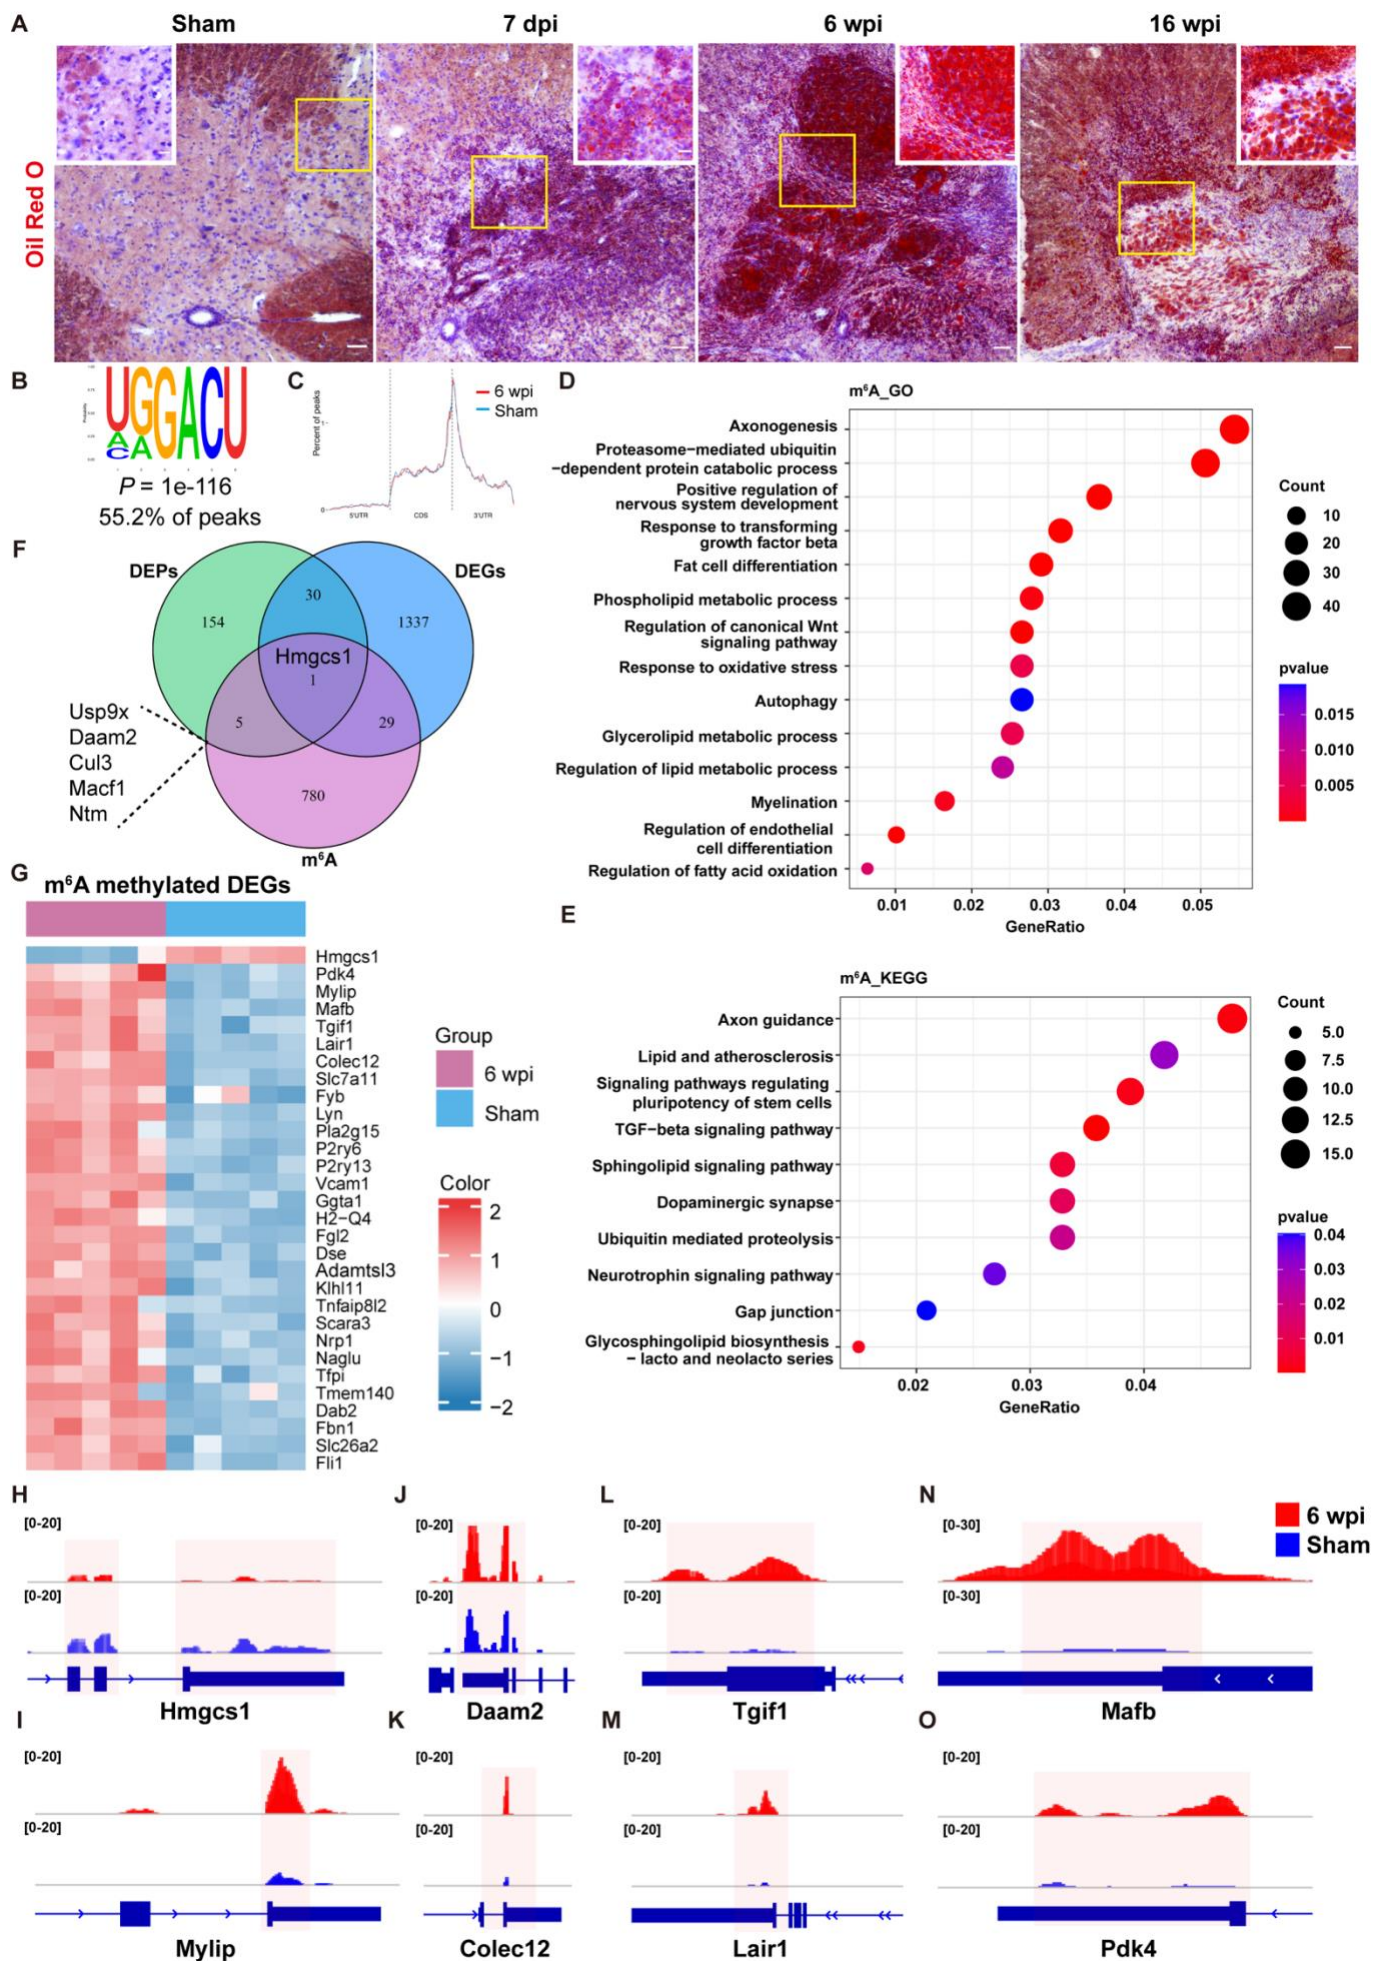 A
Sham
7 dpi
6 wpi
16 wpi
Oil Red O
B
UGGACU
A A
C
P = 1e-116
55.2% of peaks
C
Percent of peaks
1
0
6 wpi
Sham
5'UTR
CDS
3'UTR
D
m⁶A_GO
Axonogenesis
Proteasome−mediated ubiquitin
−dependent protein catabolic process
Positive regulation of
nervous system development
Response to transforming
growth factor beta
Fat cell differentiation
Phospholipid metabolic process
Regulation of canonical Wnt
signaling pathway
Response to oxidative stress
Autophagy
Glycerolipid metabolic process
Regulation of lipid metabolic process
Myelination
Regulation of endothelial
cell differentiation
Regulation of fatty acid oxidation
0.01 0.02 0.03 0.04 0.05
GeneRatio
Count
10
20
30
40
pvalue
0.015
0.010
0.005
F
DEPs
DEGs
154
30
1337
Hmgcs1
1
5
29
780
m⁶A
Usp9x
Daam2
Cul3
Macf1
Ntm
E
m⁶A_KEGG
Axon guidance
Lipid and atherosclerosis
Signaling pathways regulating
pluripotency of stem cells
TGF−beta signaling pathway
Sphingolipid signaling pathway
Dopaminergic synapse
Ubiquitin mediated proteolysis
Neurotrophin signaling pathway
Gap junction
Glycosphingolipid biosynthesis
− lacto and neolacto series
0.02 0.03 0.04
GeneRatio
Count
5.0
7.5
10.0
12.5
15.0
pvalue
0.04
0.03
0.02
0.01
G
m⁶A methylated DEGs
Hmgcs1
Pdk4
Mylip
Mafb
Tgif1
Lair1
Colec12
Slc7a11
Fyb
Lyn
Pla2g15
P2ry6
P2ry13
Vcam1
Ggta1
H2−Q4
Fgl2
Dse
Adamtsl3
Klhl11
Tnfaip8l2
Scara3
Nrp1
Naglu
Tfpi
Tmem140
Dab2
Fbn1
Slc26a2
Fli1
Group
6 wpi
Sham
Color
2
1
0
−1
−2
H
[0-20]
[0-20]
Hmgcs1
J
[0-20]
[0-20]
Daam2
L
[0-20]
[0-20]
Tgif1
N
[0-30]
[0-30]
Mafb
6 wpi
Sham
I
[0-20]
[0-20]
Mylip
K
[0-20]
[0-20]
Colec12
M
[0-20]
[0-20]
Lair1
O
[0-20]
[0-20]
Pdk4